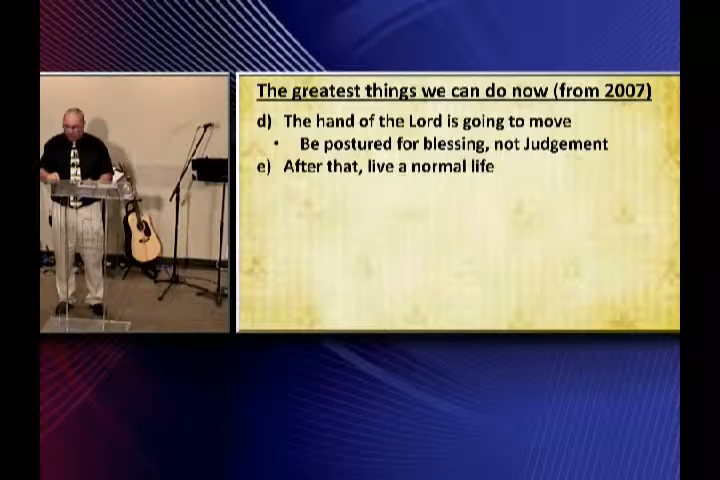 The greatest things we can do now (from 2007)
d) The hand of the Lord is going to move
• Be postured for blessing, not Judgement
e) After that, live a normal life